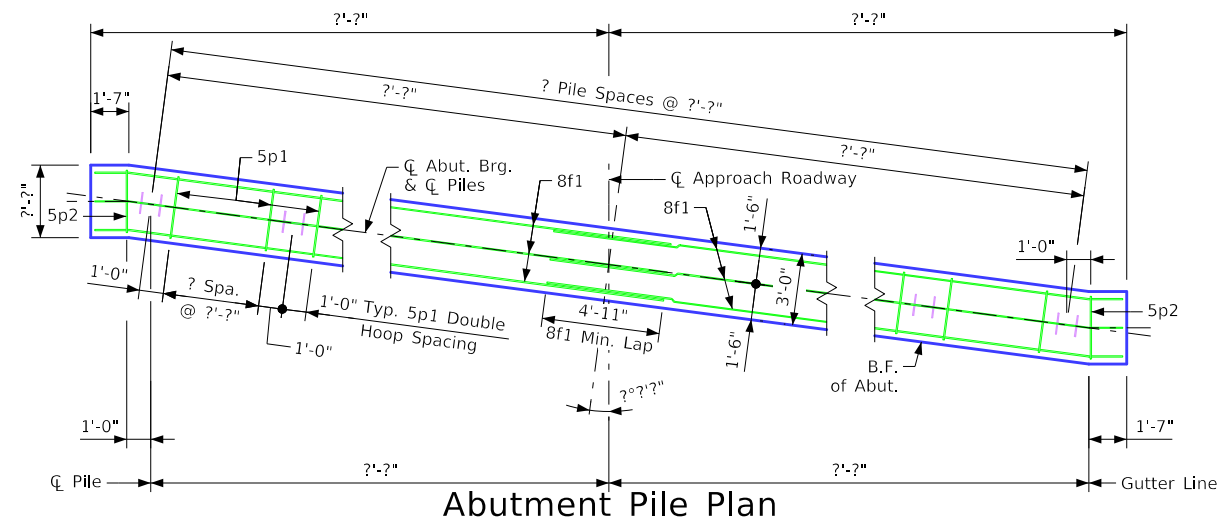 ?'-?"
?'-?"
? Pile Spaces @ ?'-?"
?'-?"
?'-?"
1'-7"
5p1
℄ Abut. Brg.
& ℄ Piles
8f1
℄ Approach Roadway
8f1
1'-6"
?'-?"
5p2
1'-0"
3'-0"
1'-0"
? Spa.
@ ?'-?"
1'-0" Typ. 5p1 Double
Hoop Spacing
1'-0"
4'-11"
8f1 Min. Lap
1'-6"
5p2
B.F.
of Abut.
?°?'?"
1'-0"
1'-7"
?'-?"
?'-?"
℄ Pile
Gutter Line
Abutment Pile Plan